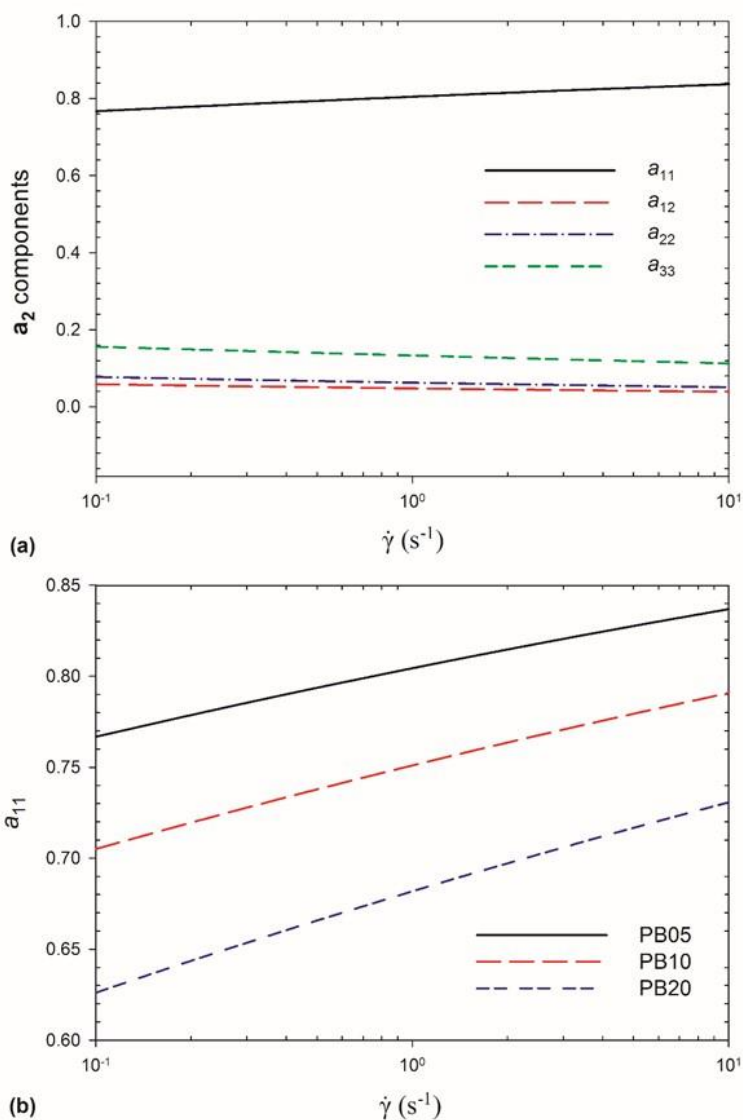 1.0
0.8
0.6
0.4
0.2
0.0
a₂ components
a₁₁
a₁₂
a₂₂
a₃₃
10⁻¹ 10⁰ 10¹
(a) γ̇ (s⁻¹)
0.85
0.80
0.75
0.70
0.65
0.60
a₁₁
PB05
PB10
PB20
10⁻¹ 10⁰ 10¹
(b) γ̇ (s⁻¹)